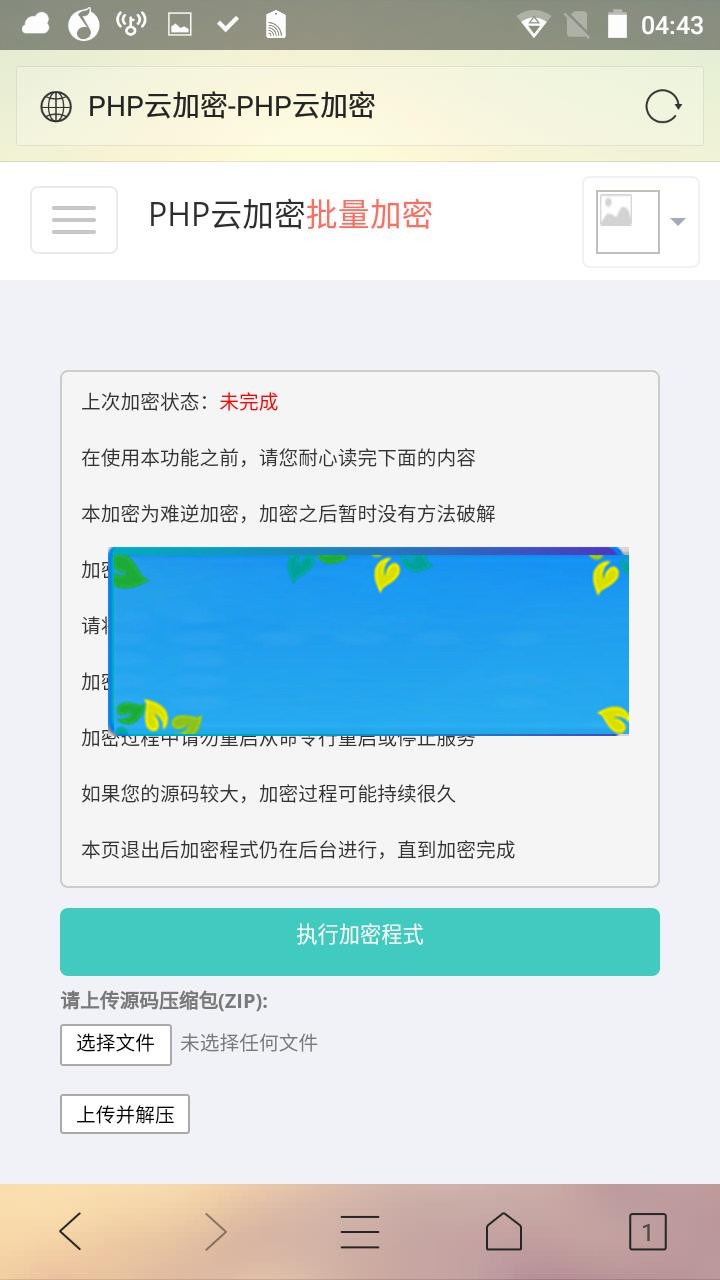 04:43
PHP云加密-PHP云加密
PHP云加密批量加密
上次加密状态：未完成
在使用本功能之前，请您耐心读完下面的内容
本加密为难逆加密，加密之后暂时没有方法破解
加密
请将
加密
加密过程中请勿重启从命令行重启或停止服务
如果您的源码较大，加密过程可能持续很久
本页退出后加密程式仍在后台进行，直到加密完成
执行加密程式
请上传源码压缩包(ZIP):
选择文件 未选择任何文件
上传并解压
1